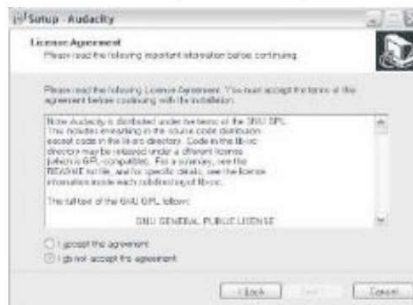 Setup - Audacity
License Agreement
Please read the following important information before continuing.
Please read the following License Agreement. You must accept the terms of this
agreement before continuing with the installation.
Note: Audacity is distributed under the terms of the GNU GPL.
This includes everything in the source code distribution
except code in the lib-src directory. Code in the lib-src
directory may be released under a different license
(which is GPL-compatible). For a summary, see the
README.txt file, and for specific details, see the license
information inside each subdirectory of lib-src.
The full text of the GNU GPL follows:
GNU GENERAL PUBLIC LICENSE
I accept the agreement
I do not accept the agreement
< Back
Cancel